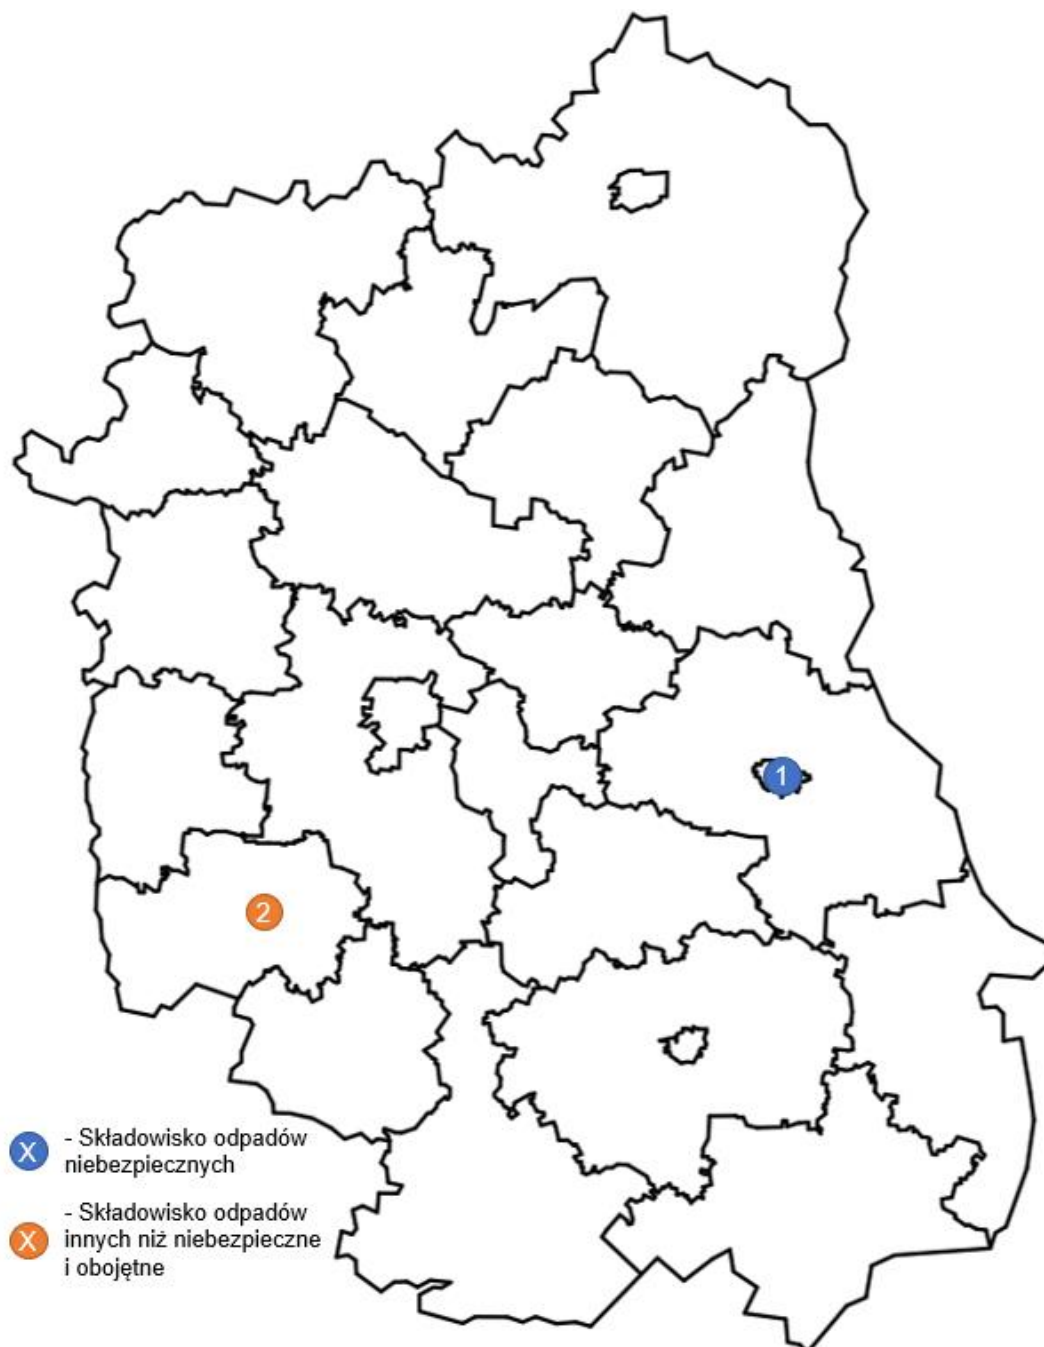 1
2
X
- Składowisko odpadów
niebezpiecznych
X
- Składowisko odpadów
innych niż niebezpieczne
i obojętne